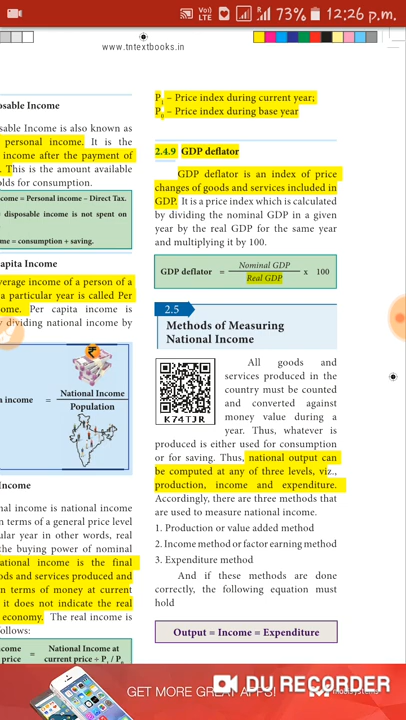 VoJ)
LTE
R
73%
12:26 p.m.
www.tntextbooks.in
posable Income
sable Income is also known as
personal income. It is the
income after the payment of
. This is the amount available
olds for consumption.
come = Personal income – Direct Tax.
disposable income is not spent on
me = consumption + saving.
apita Income
verage income of a person of a
a particular year is called Per
ome. Per capita income is
y dividing national income by
a income = National Income
Population
Income
nal income is national income
n terms of a general price level
ular year in other words, real
the buying power of nominal
ational income is the final
ods and services produced and
n terms of money at current
it does not indicate the real
economy. The real income is
follows:
come = National Income at
price current price ÷ P₁ / P₀
P₁ – Price index during current year;
P₀ – Price index during base year
2.4.9 GDP deflator
GDP deflator is an index of price
changes of goods and services included in
GDP. It is a price index which is calculated
by dividing the nominal GDP in a given
year by the real GDP for the same year
and multiplying it by 100.
GDP deflator = Nominal GDP
Real GDP x 100
2.5
Methods of Measuring
National Income
All goods and
services produced in the
country must be counted
and converted against
money value during a
year. Thus, whatever is
produced is either used for consumption
or for saving. Thus, national output can
be computed at any of three levels, viz.,
production, income and expenditure.
Accordingly, there are three methods that
are used to measure national income.
K74TJR
1. Production or value added method
2. Income method or factor earning method
3. Expenditure method
And if these methods are done
correctly, the following equation must
hold
Output = Income = Expenditure
GET MORE GREAT APPS!
DU RECORDER